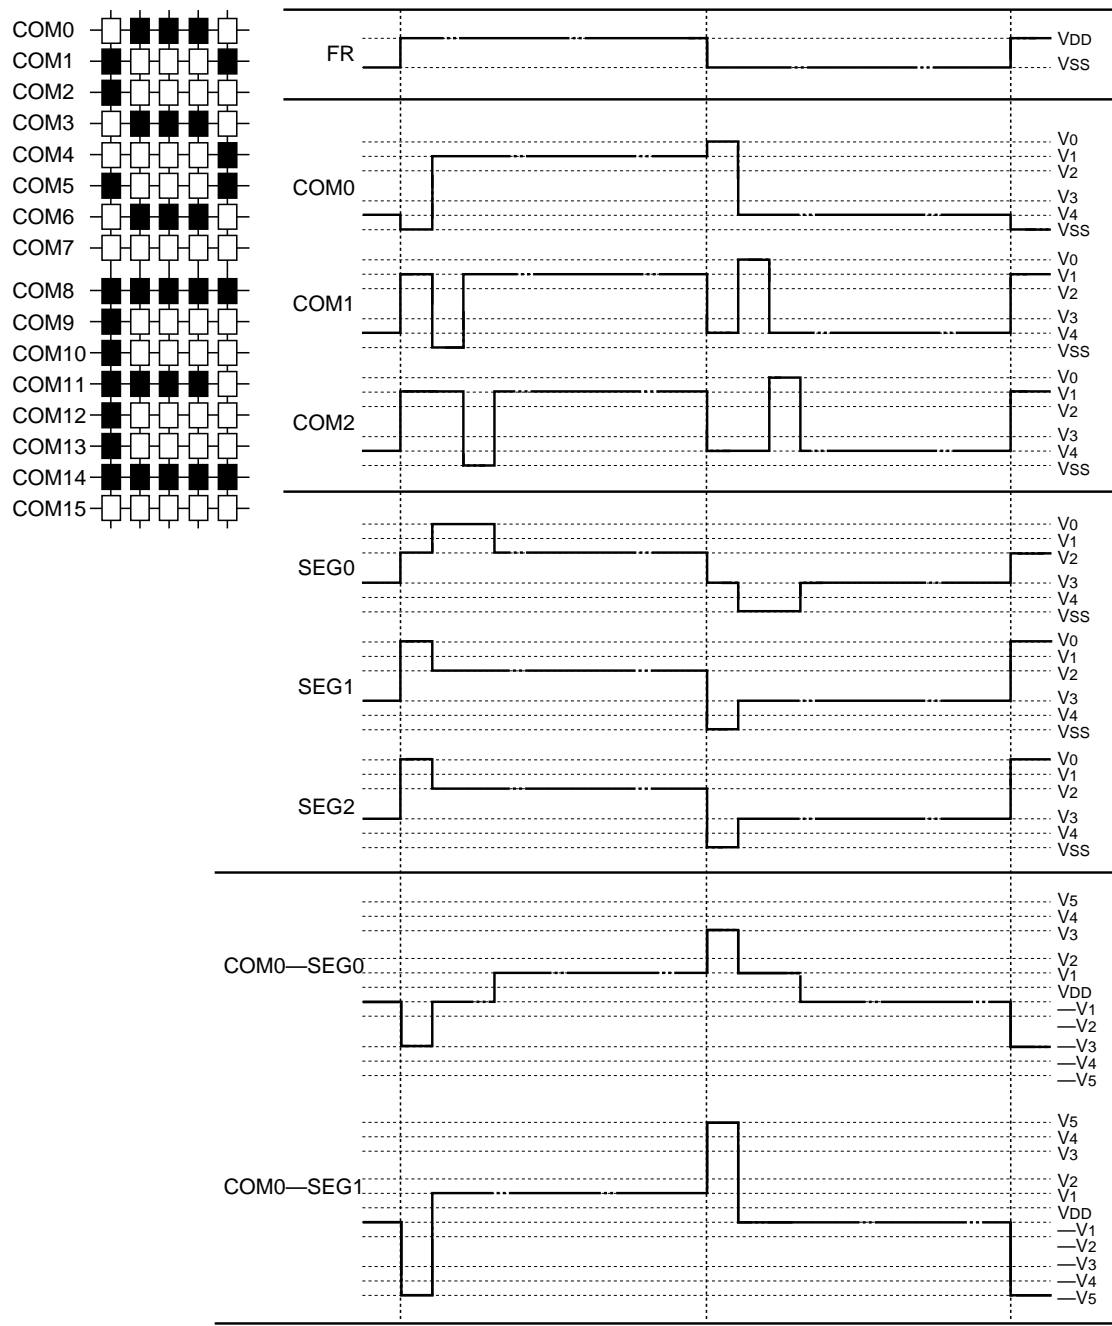 COM0
COM1
COM2
COM3
COM4
COM5
COM6
COM7
COM8
COM9
COM10
COM11
COM12
COM13
COM14
COM15
FR
VDD
VSS
COM0
V0
V1
V2
V3
V4
VSS
COM1
V0
V1
V2
V3
V4
VSS
COM2
V0
V1
V2
V3
V4
VSS
SEG0
V0
V1
V2
V3
V4
VSS
SEG1
V0
V1
V2
V3
V4
VSS
SEG2
V0
V1
V2
V3
V4
VSS
COM0—SEG0
V5
V4
V3
V2
V1
VDD
—V1
—V2
—V3
—V4
—V5
COM0—SEG1
V5
V4
V3
V2
V1
VDD
—V1
—V2
—V3
—V4
—V5